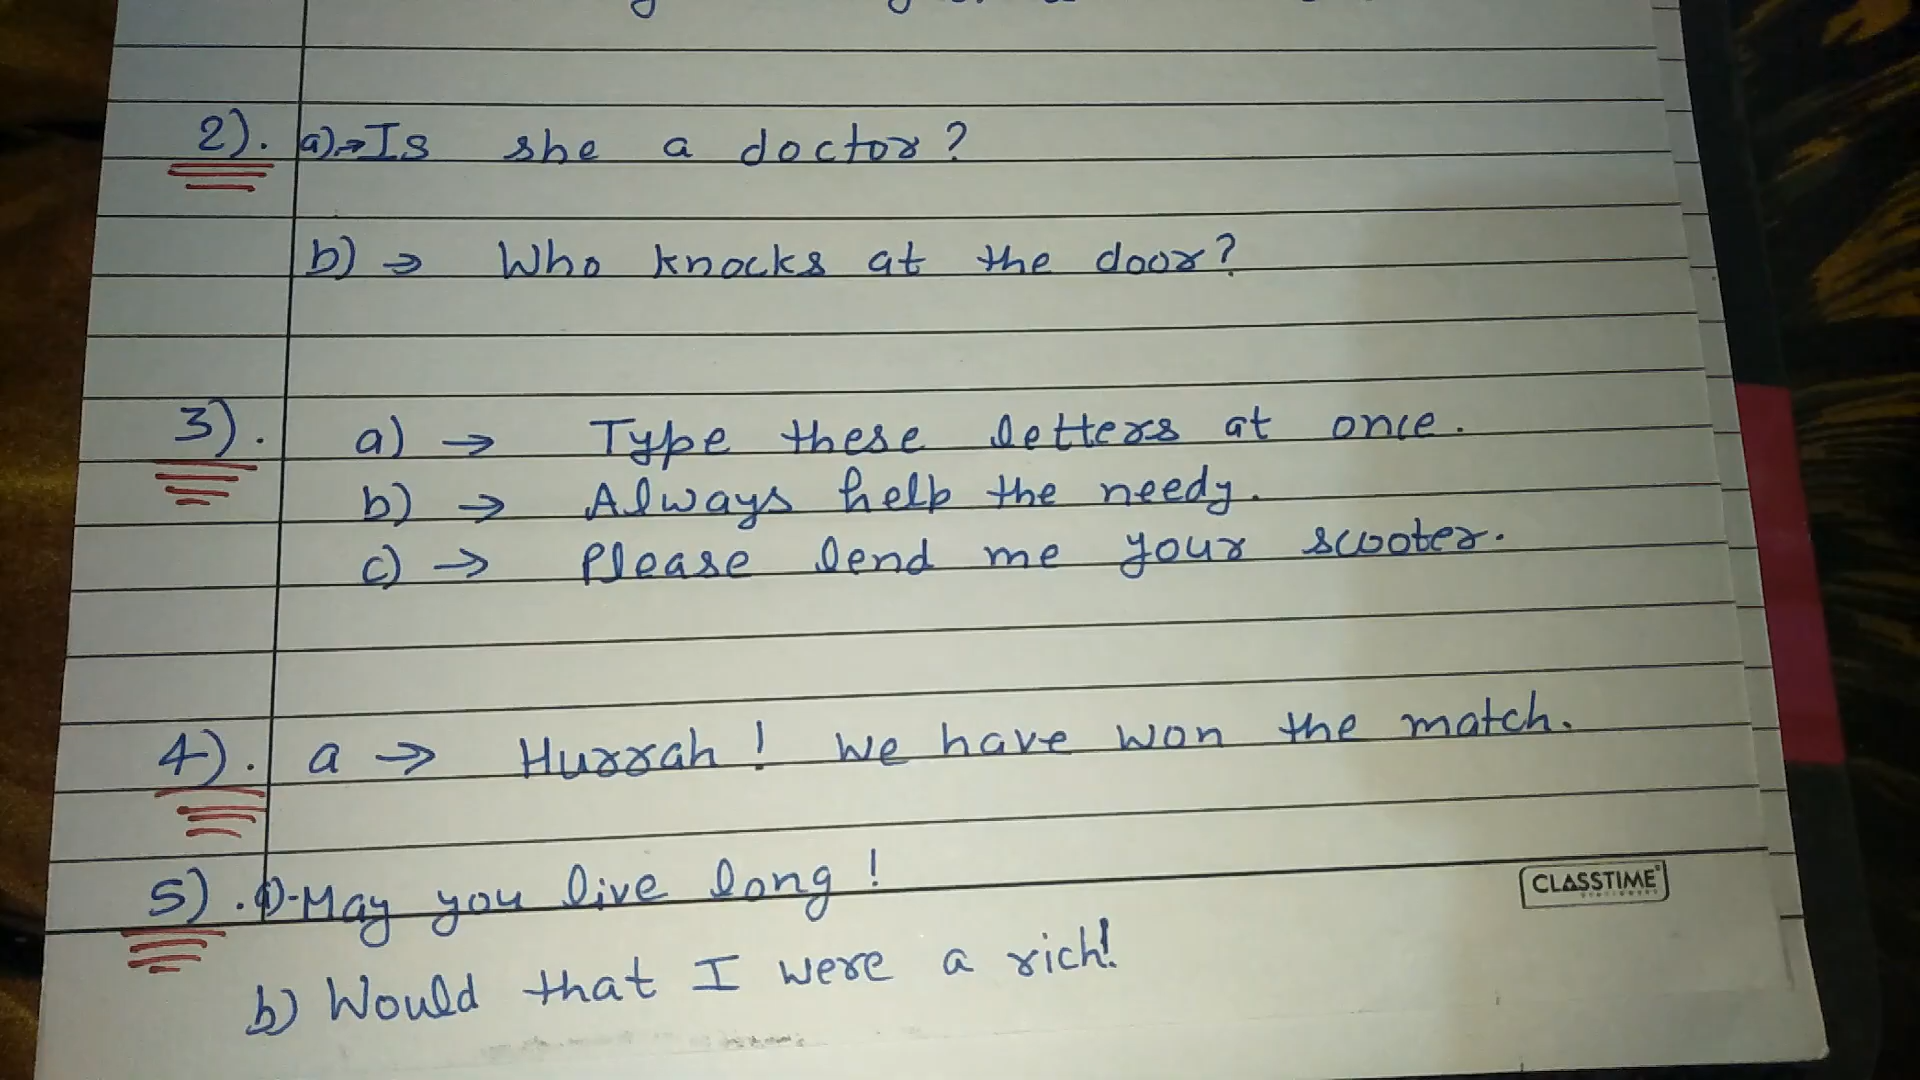 2). a)→ Is she a doctor?
b) → Who knocks at the door?
3). a) → Type these letters at once.
b) → Always help the needy.
c) → Please lend me your scooter.
4). a → Hurrah! We have won the match.
5). a)-May you live long!
CLASSTIME
b) Would that I were a rich!